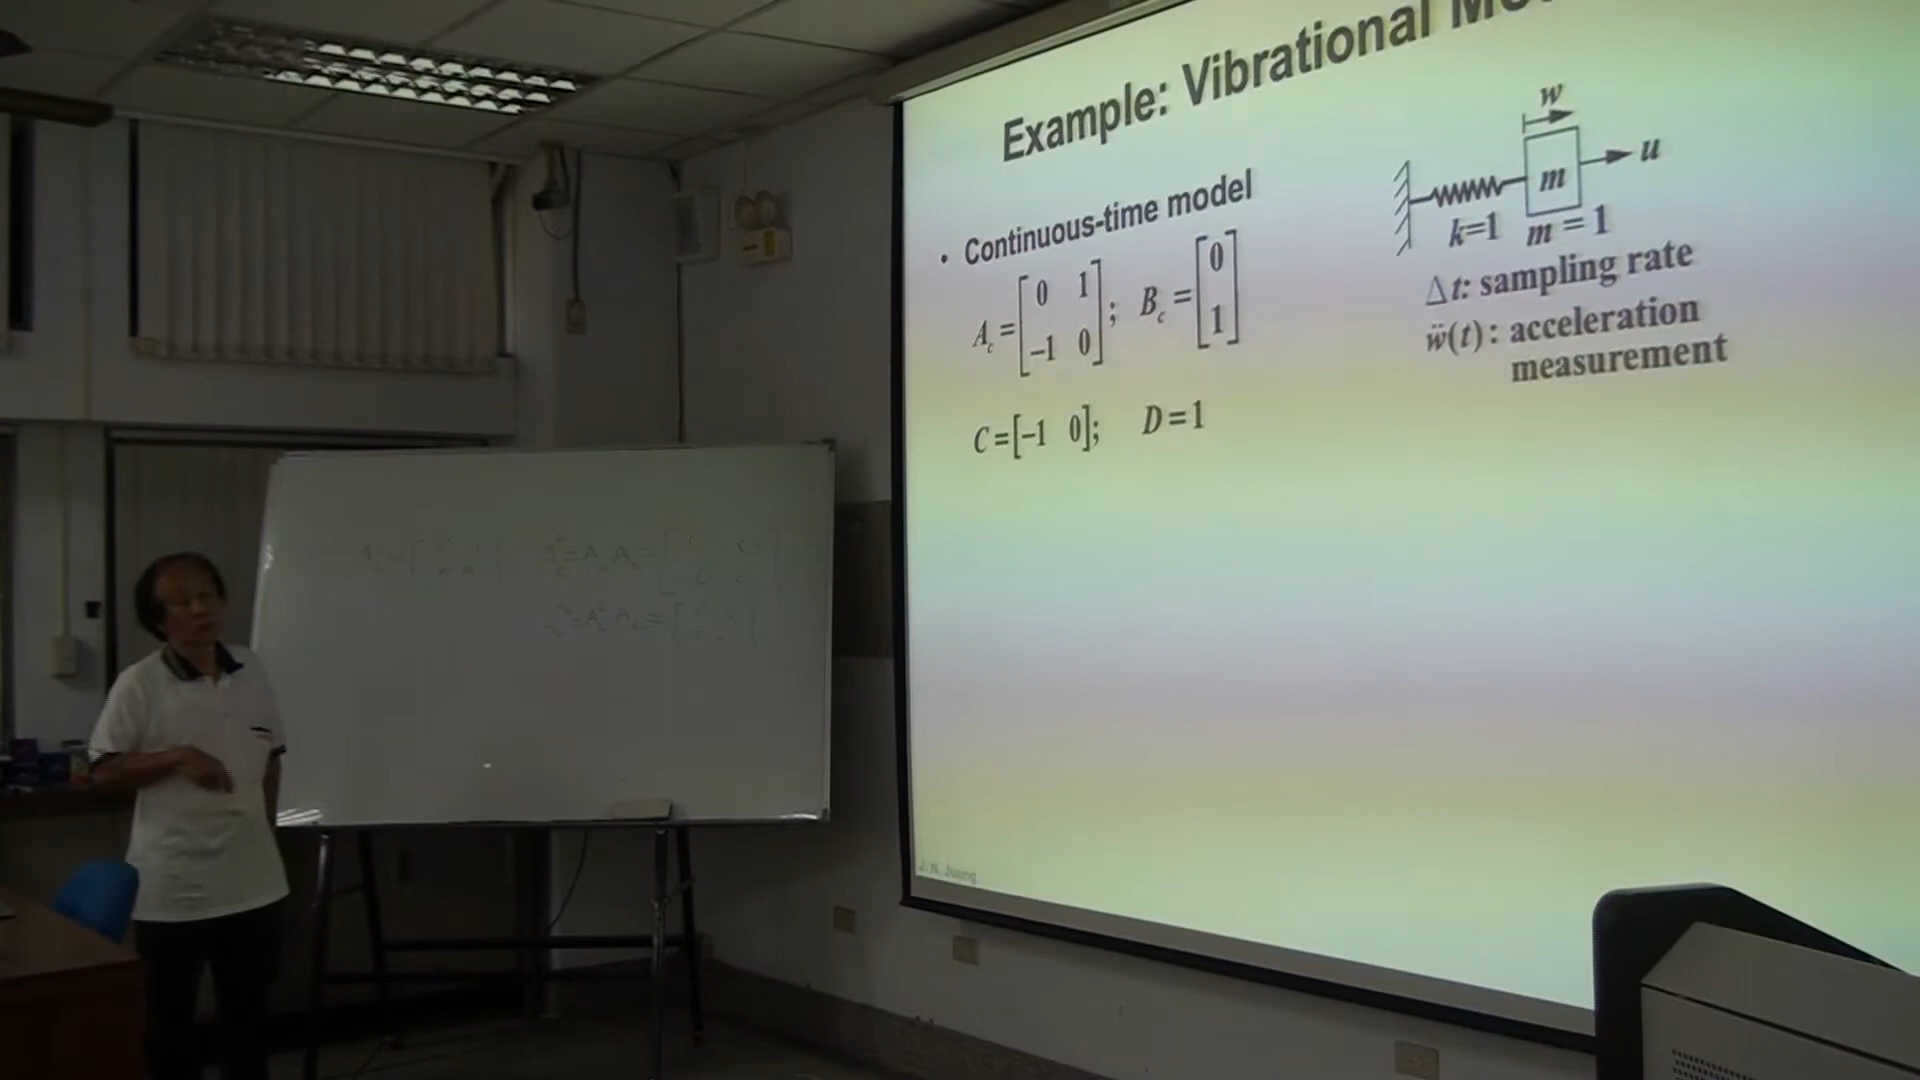 Example: Vibrational
w
u
m
k=1 m = 1
• Continuous-time model
A_c = [0 1; −1 0]; B_c = [0; 1]
Δt: sampling rate
ẅ(t): acceleration
measurement
C = [−1 0]; D = 1